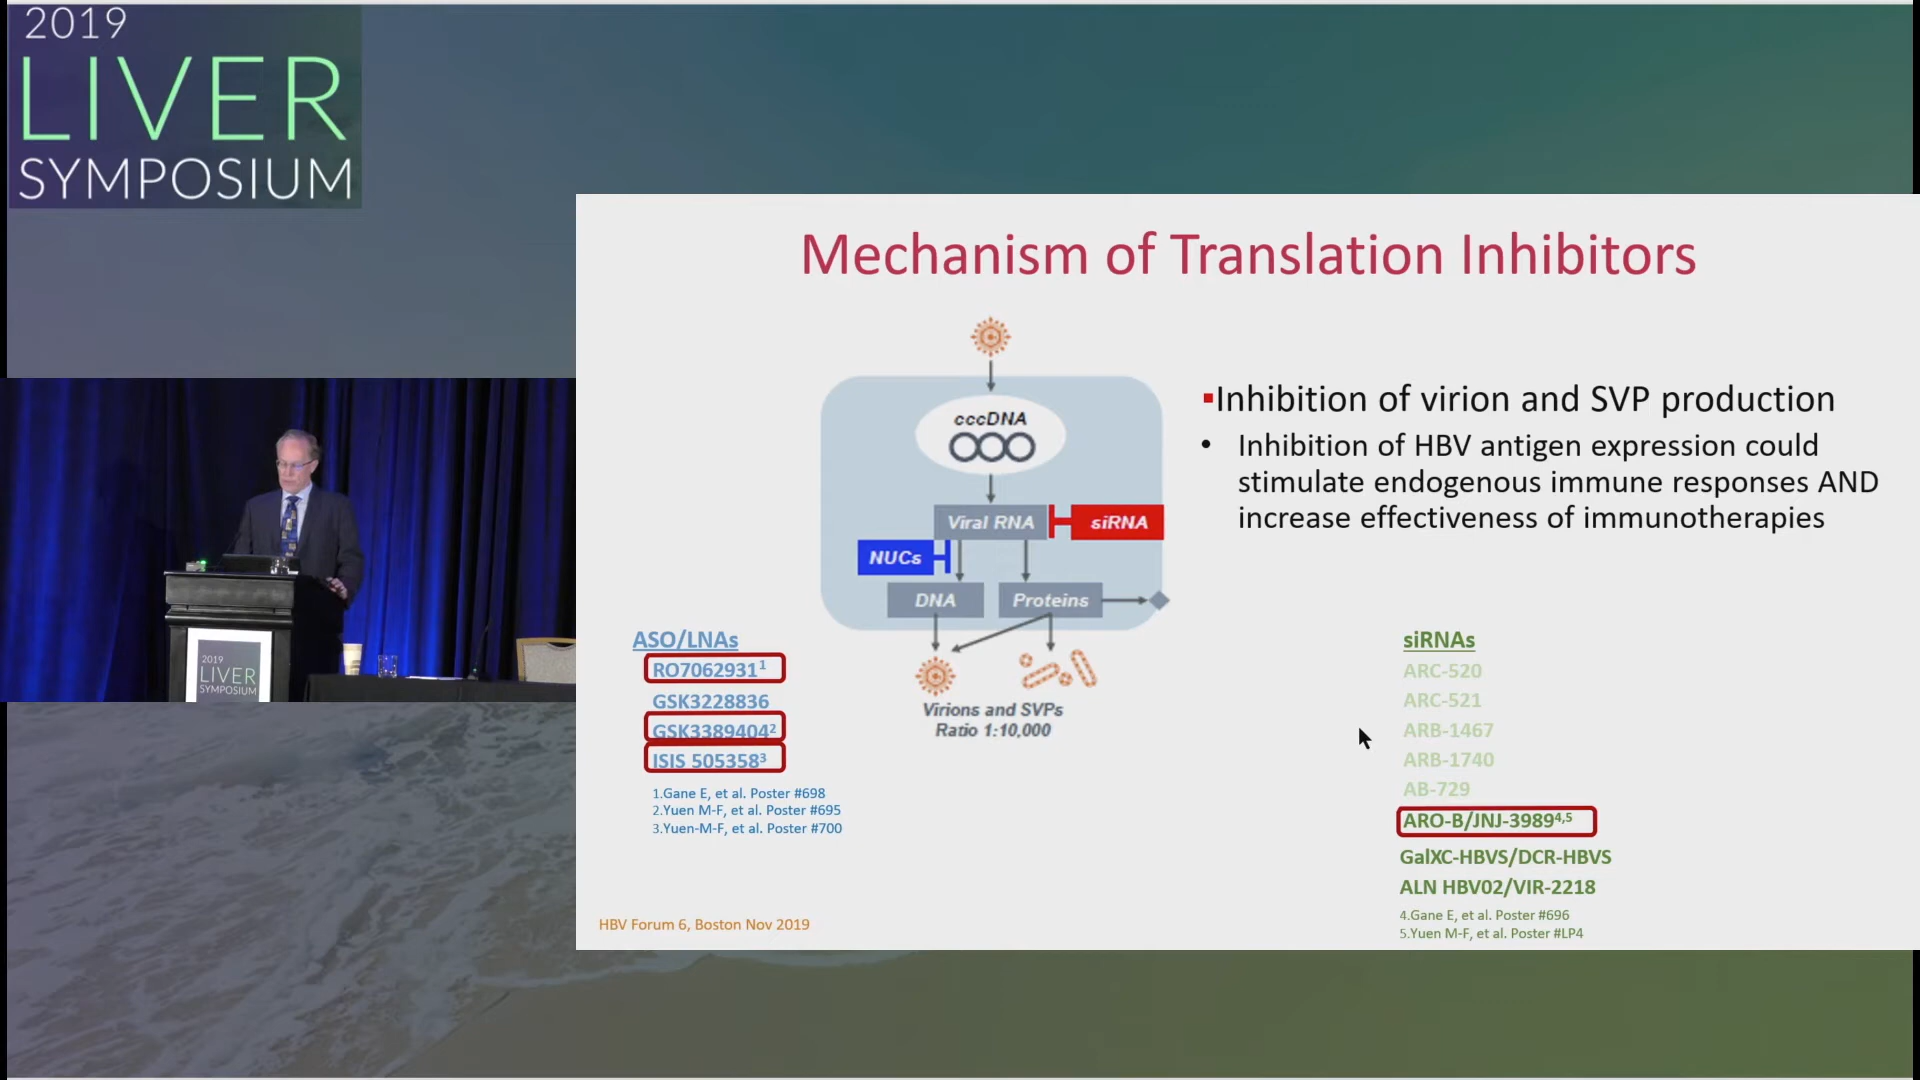 2019
LIVER
SYMPOSIUM
Mechanism of Translation Inhibitors
cccDNA
Viral RNA
siRNA
NUCs
DNA
Proteins
Virions and SVPs
Ratio 1:10,000
▪Inhibition of virion and SVP production
• Inhibition of HBV antigen expression could
stimulate endogenous immune responses AND
increase effectiveness of immunotherapies
ASO/LNAs
RO7062931¹
GSK3228836
GSK3389404²
ISIS 505358³
1.Gane E, et al. Poster #698
2.Yuen M-F, et al. Poster #695
3.Yuen-M-F, et al. Poster #700
siRNAs
ARC-520
ARC-521
ARB-1467
ARB-1740
AB-729
ARO-B/JNJ-3989⁴,⁵
GalXC-HBVS/DCR-HBVS
ALN HBV02/VIR-2218
4.Gane E, et al. Poster #696
5.Yuen M-F, et al. Poster #LP4
HBV Forum 6, Boston Nov 2019
2019
LIVER
SYMPOSIUM